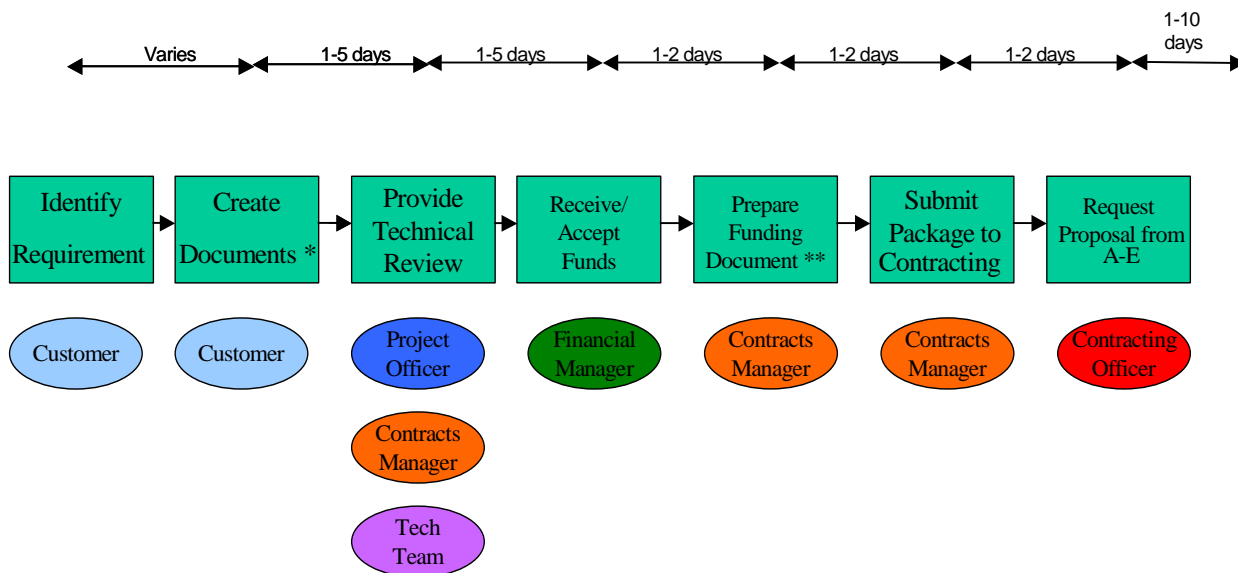 1-10
days
Varies
1-5 days
1-5 days
1-2 days
1-2 days
1-2 days
Identify
Requirement
Create
Documents *
Provide
Technical
Review
Receive/
Accept
Funds
Prepare
Funding
Document **
Submit
Package to
Contracting
Request
Proposal from
A-E
Customer
Customer
Project
Officer
Financial
Manager
Contracts
Manager
Contracts
Manager
Contracting
Officer
Contracts
Manager
Tech
Team